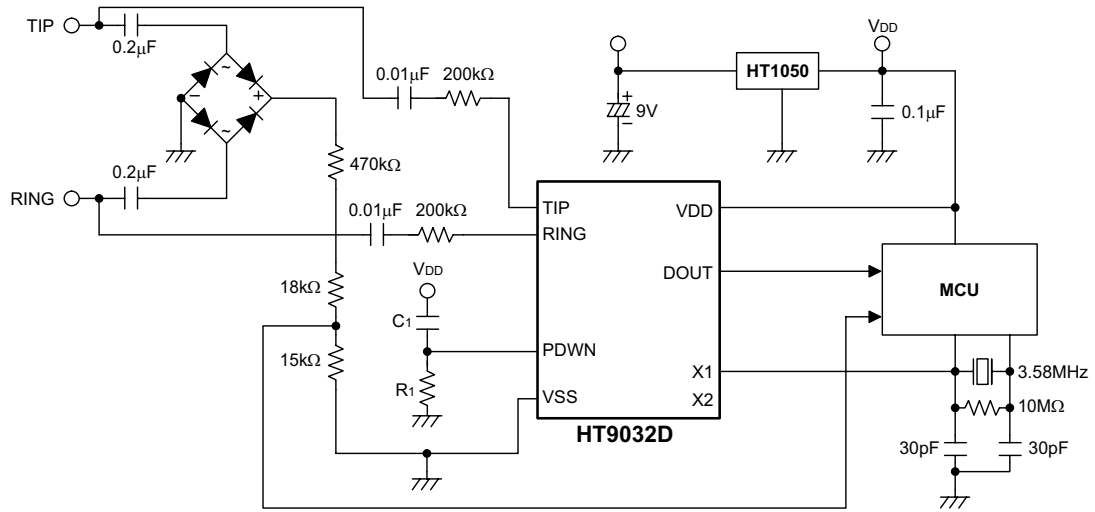 TIP
0.2µF
~
−
+
~
0.2µF
RING
470kΩ
18kΩ
15kΩ
0.01µF
200kΩ
0.01µF
200kΩ
VDD
C1
R1
TIP
RING
PDWN
VSS
VDD
DOUT
X1
X2
HT9032D
+
−
9V
HT1050
VDD
0.1µF
MCU
3.58MHz
10MΩ
30pF
30pF